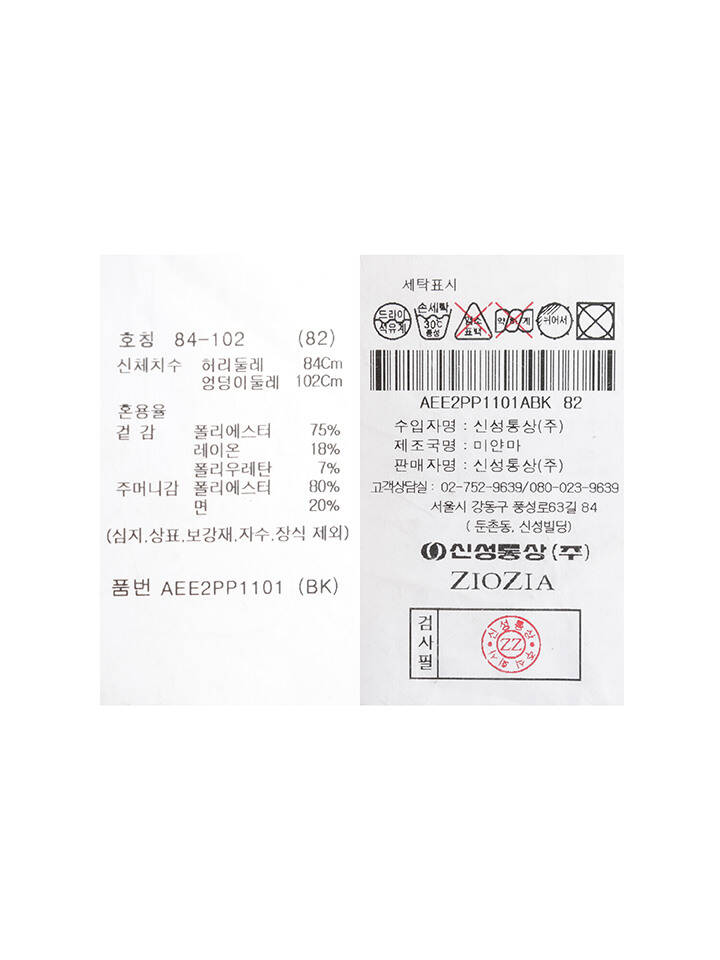 호칭 84-102 (82)
신체치수 허리둘레 84Cm
엉덩이둘레 102Cm
혼용율
겉 감 폴리에스터 75%
레이온 18%
폴리우레탄 7%
주머니감 폴리에스터 80%
면 20%
(심지,상표,보강재,자수,장식 제외)
품번 AEE2PP1101 (BK)
세탁표시
드라이 석유계
손세탁 30℃ 중성
염소 표백
약하게
뉘어서
AEE2PP1101ABK 82
수입자명 : 신성통상(주)
제조국명 : 미얀마
판매자명 : 신성통상(주)
고객상담실 : 02-752-9639/080-023-9639
서울시 강동구 풍성로63길 84
( 둔촌동, 신성빌딩)
신성통상(주)
ZIOZIA
검사필
신성통상 주식회사
ZZ